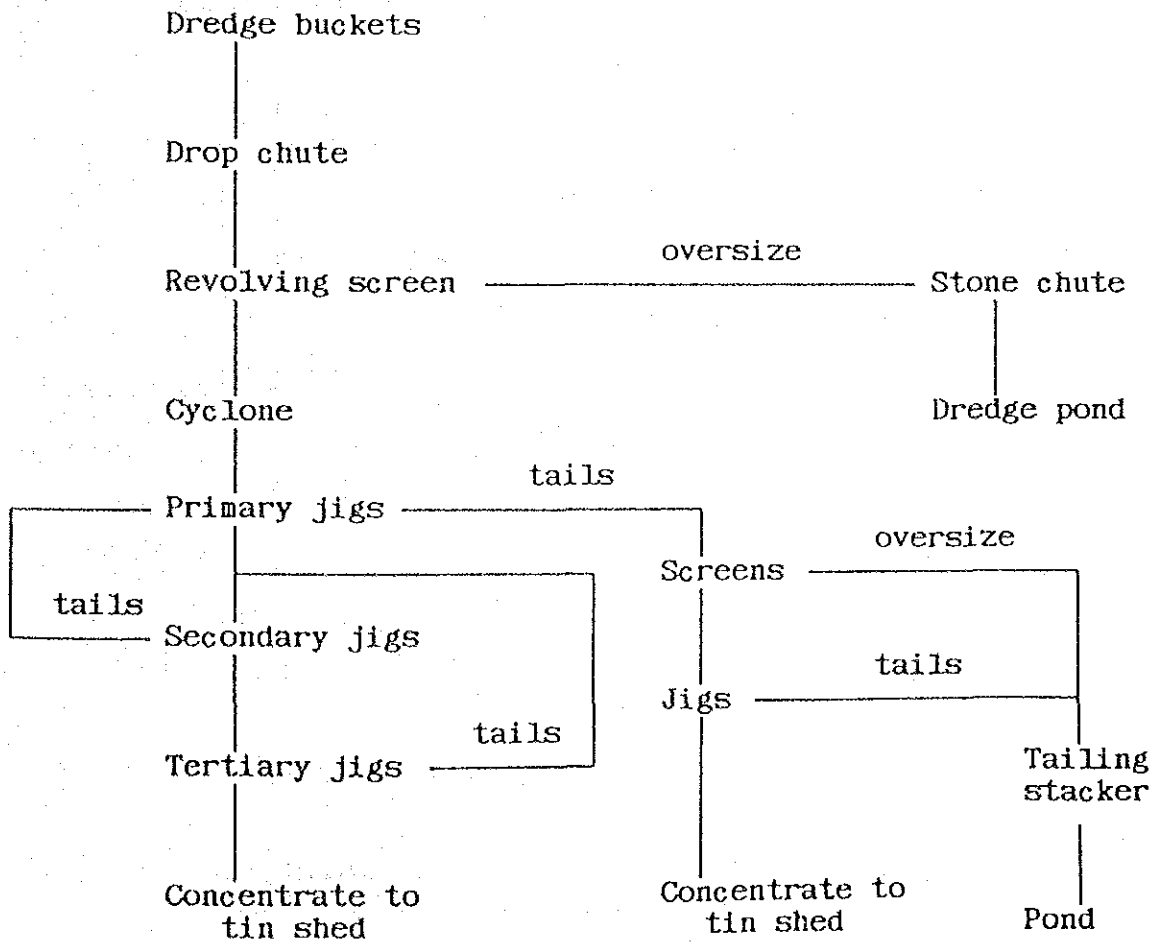 Dredge buckets
Drop chute
oversize
Revolving screen
Stone chute
Cyclone
Dredge pond
tails
Primary jigs
oversize
Screens
tails
Secondary jigs
tails
Jigs
tails
Tertiary jigs
Tailing
stacker
Concentrate to
tin shed
Concentrate to
tin shed
Pond